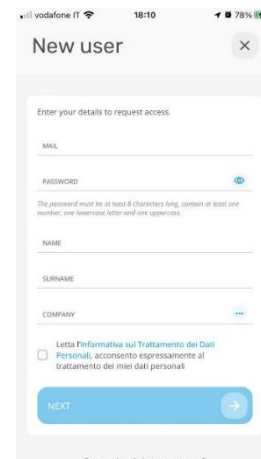 vodafone IT 18:10 78%
New user
Enter your details to request access.
MAIL
PASSWORD
The password must be at least 8 characters long, contain at least one
number, one lowercase letter and one uppercase.
NAME
SURNAME
COMPANY
Letta l'Informativa sul Trattamento dei Dati
Personali, acconsento espressamente al
trattamento dei miei dati personali
NEXT